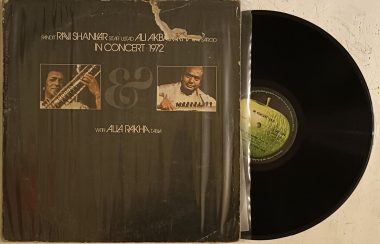 PANDIT RAVI SHANKAR SITAR USTAD ALI AKBAR KHAN SAROD
IN CONCERT 1972
&
WITH ALLA RAKHA TABLA